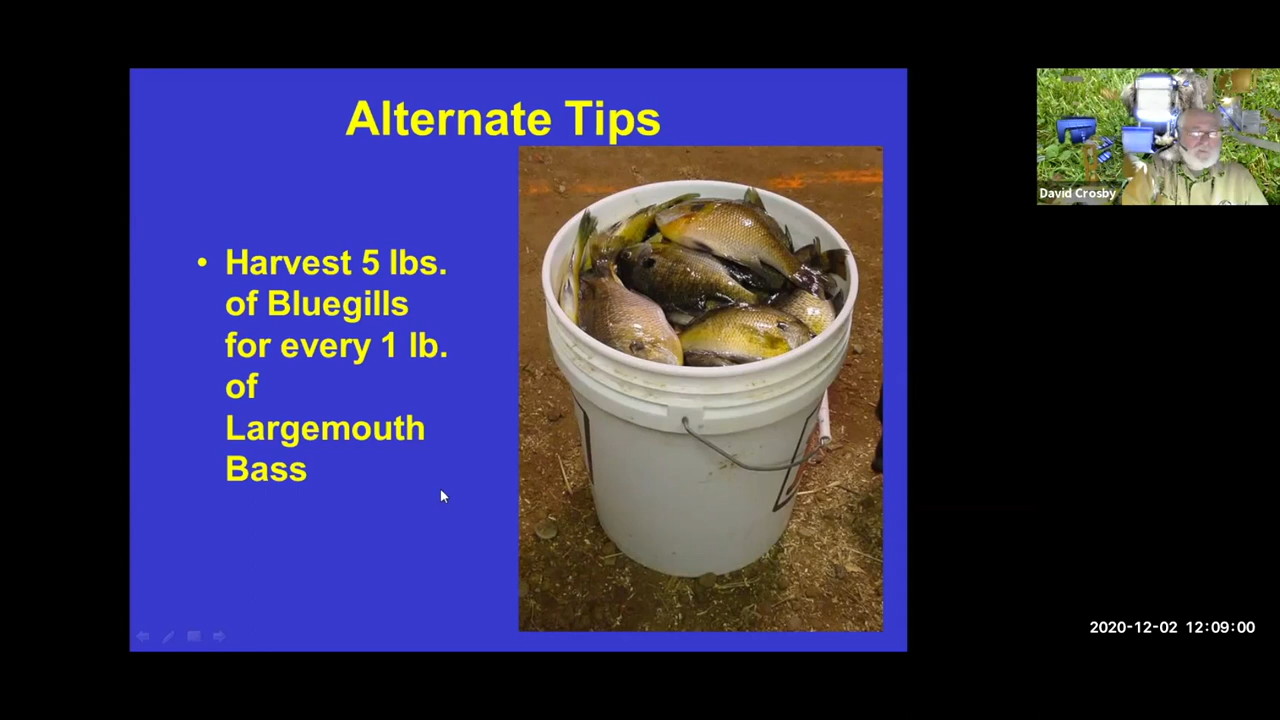 Alternate Tips
• Harvest 5 lbs.
of Bluegills
for every 1 lb.
of
Largemouth
Bass
David Crosby
2020-12-02 12:09:00